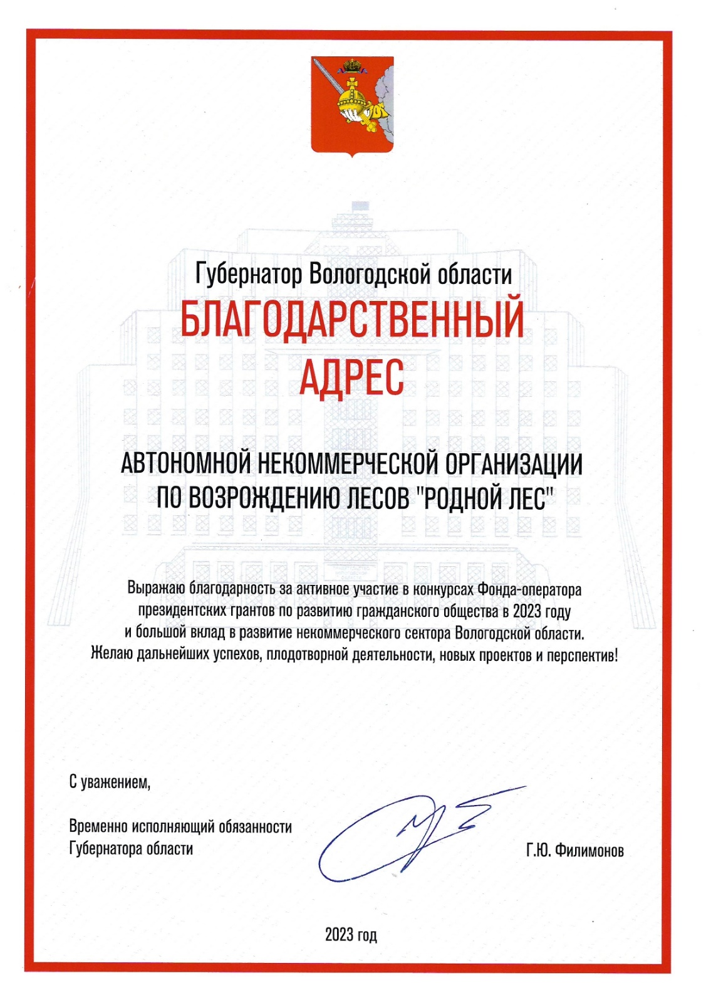 Губернатор Вологодской области
БЛАГОДАРСТВЕННЫЙ
АДРЕС
АВТОНОМНОЙ НЕКОММЕРЧЕСКОЙ ОРГАНИЗАЦИИ
ПО ВОЗРОЖДЕНИЮ ЛЕСОВ "РОДНОЙ ЛЕС"
Выражаю благодарность за активное участие в конкурсах Фонда-оператора
президентских грантов по развитию гражданского общества в 2023 году
и большой вклад в развитие некоммерческого сектора Вологодской области.
Желаю дальнейших успехов, плодотворной деятельности, новых проектов и перспектив!
С уважением,
Временно исполняющий обязанности
Губернатора области
Г.Ю. Филимонов
2023 год